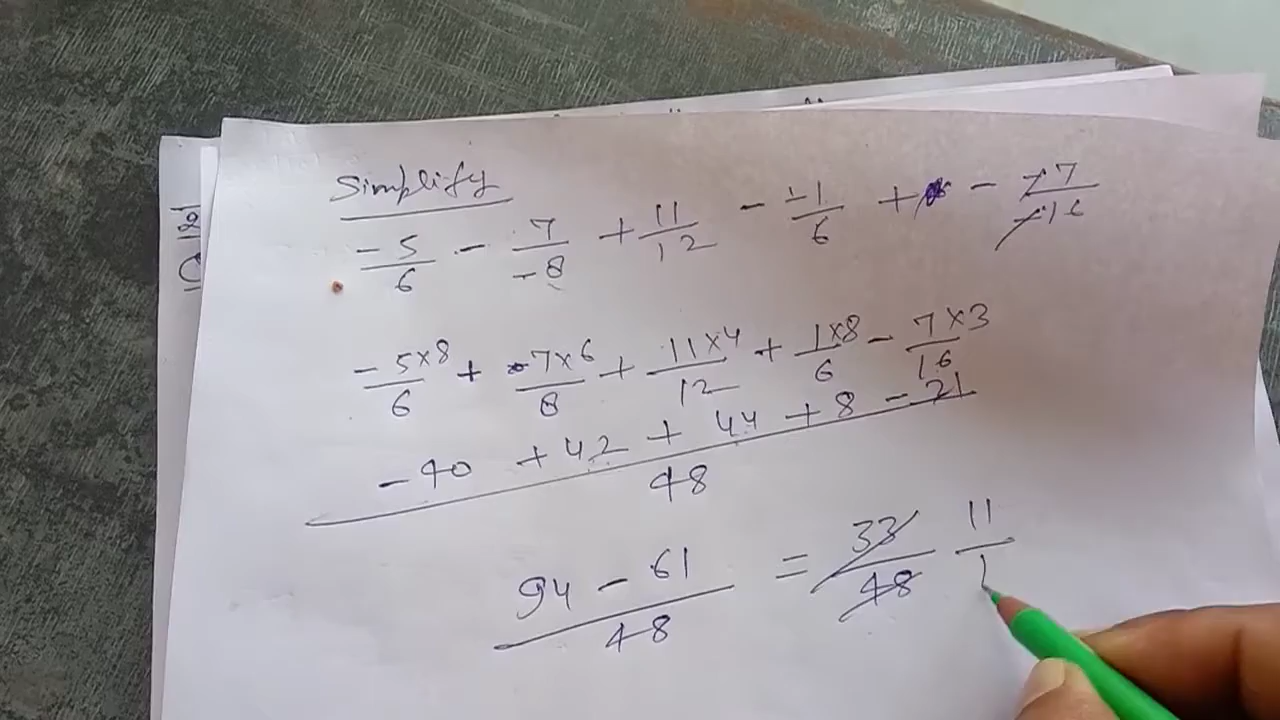 Simplify
-5/6 - 7/-8 + 11/12 - -1/6 + - -7/-16
-5×8/6 + 7×6/8 + 11×4/12 + 1×8/6 - 7×3/16
-40 + 42 + 44 + 8 - 21/48
94 - 61/48 = 33/48 11/1